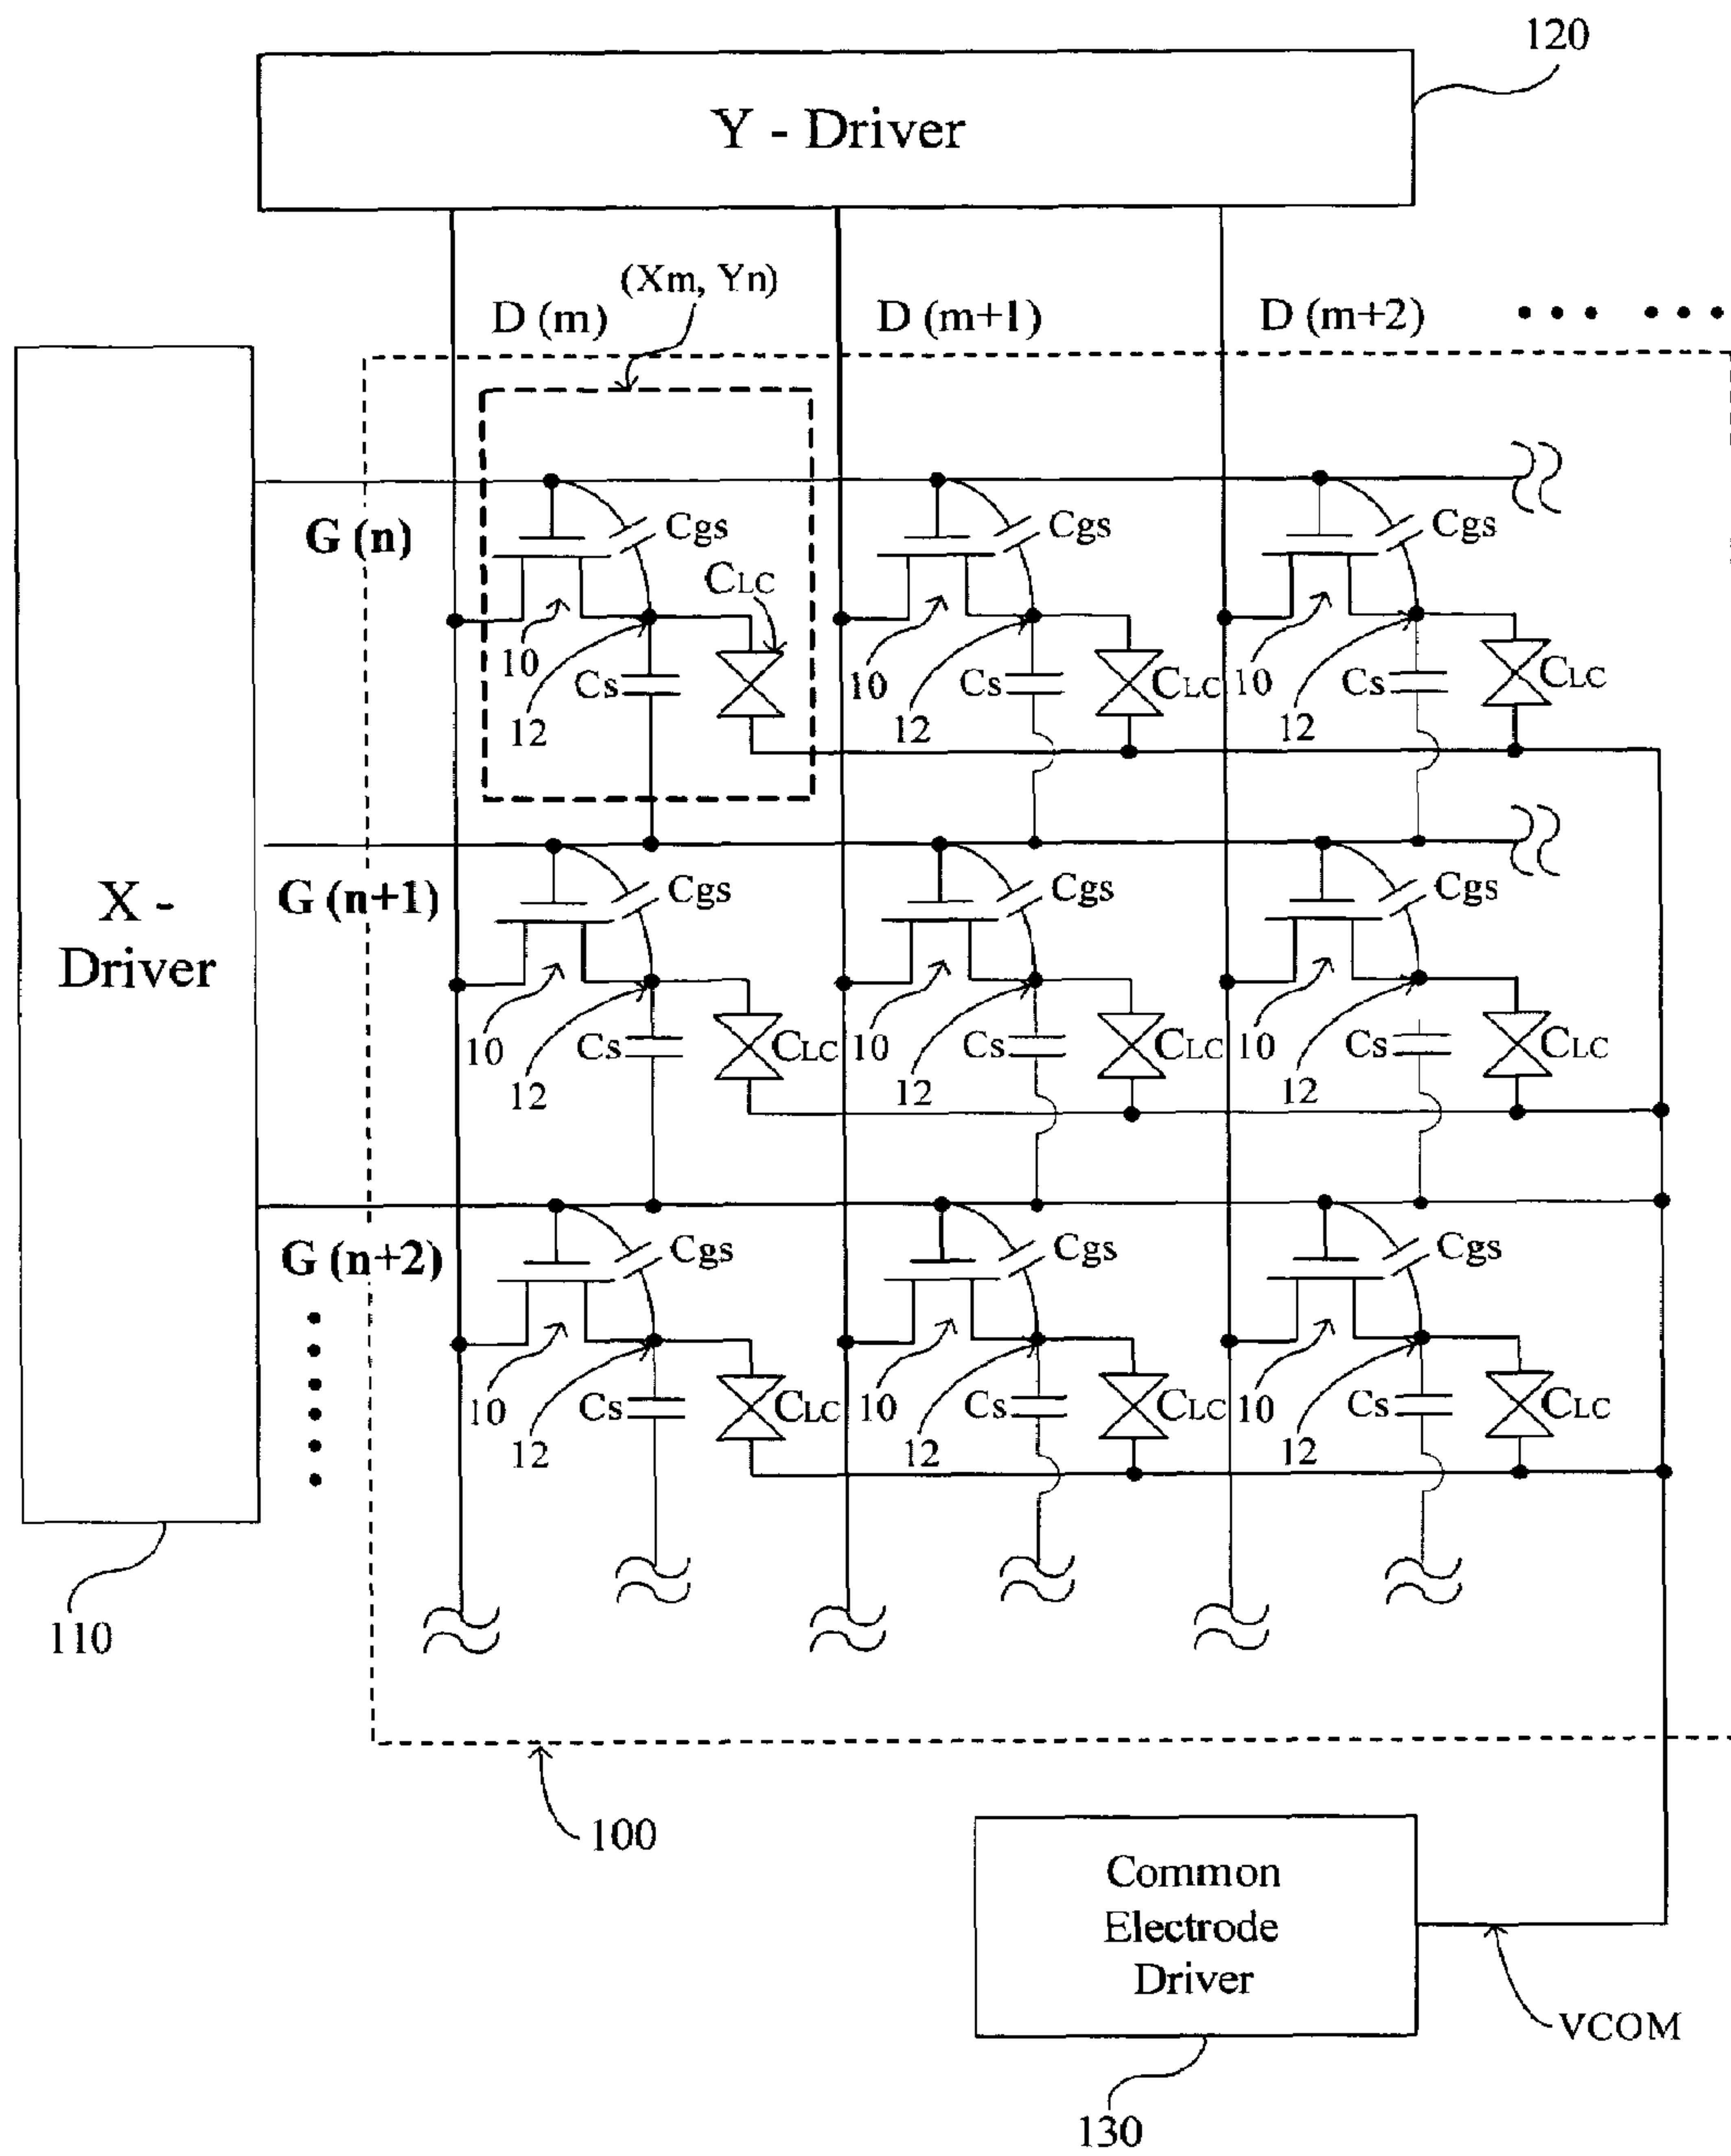 120
Y - Driver
(Xm, Yn)
D (m)
D (m+1)
D (m+2)
G (n)
Cgs
Cgs
Cgs
CLC
10
Cs
12
10
Cs
12
CLC
10
Cs
12
CLC
X -
Driver
G (n+1)
Cgs
Cgs
Cgs
10
Cs
12
CLC
10
Cs
12
CLC
10
Cs
12
CLC
G (n+2)
Cgs
Cgs
Cgs
10
Cs
12
CLC
10
Cs
12
CLC
10
Cs
12
CLC
110
100
Common
Electrode
Driver
VCOM
130